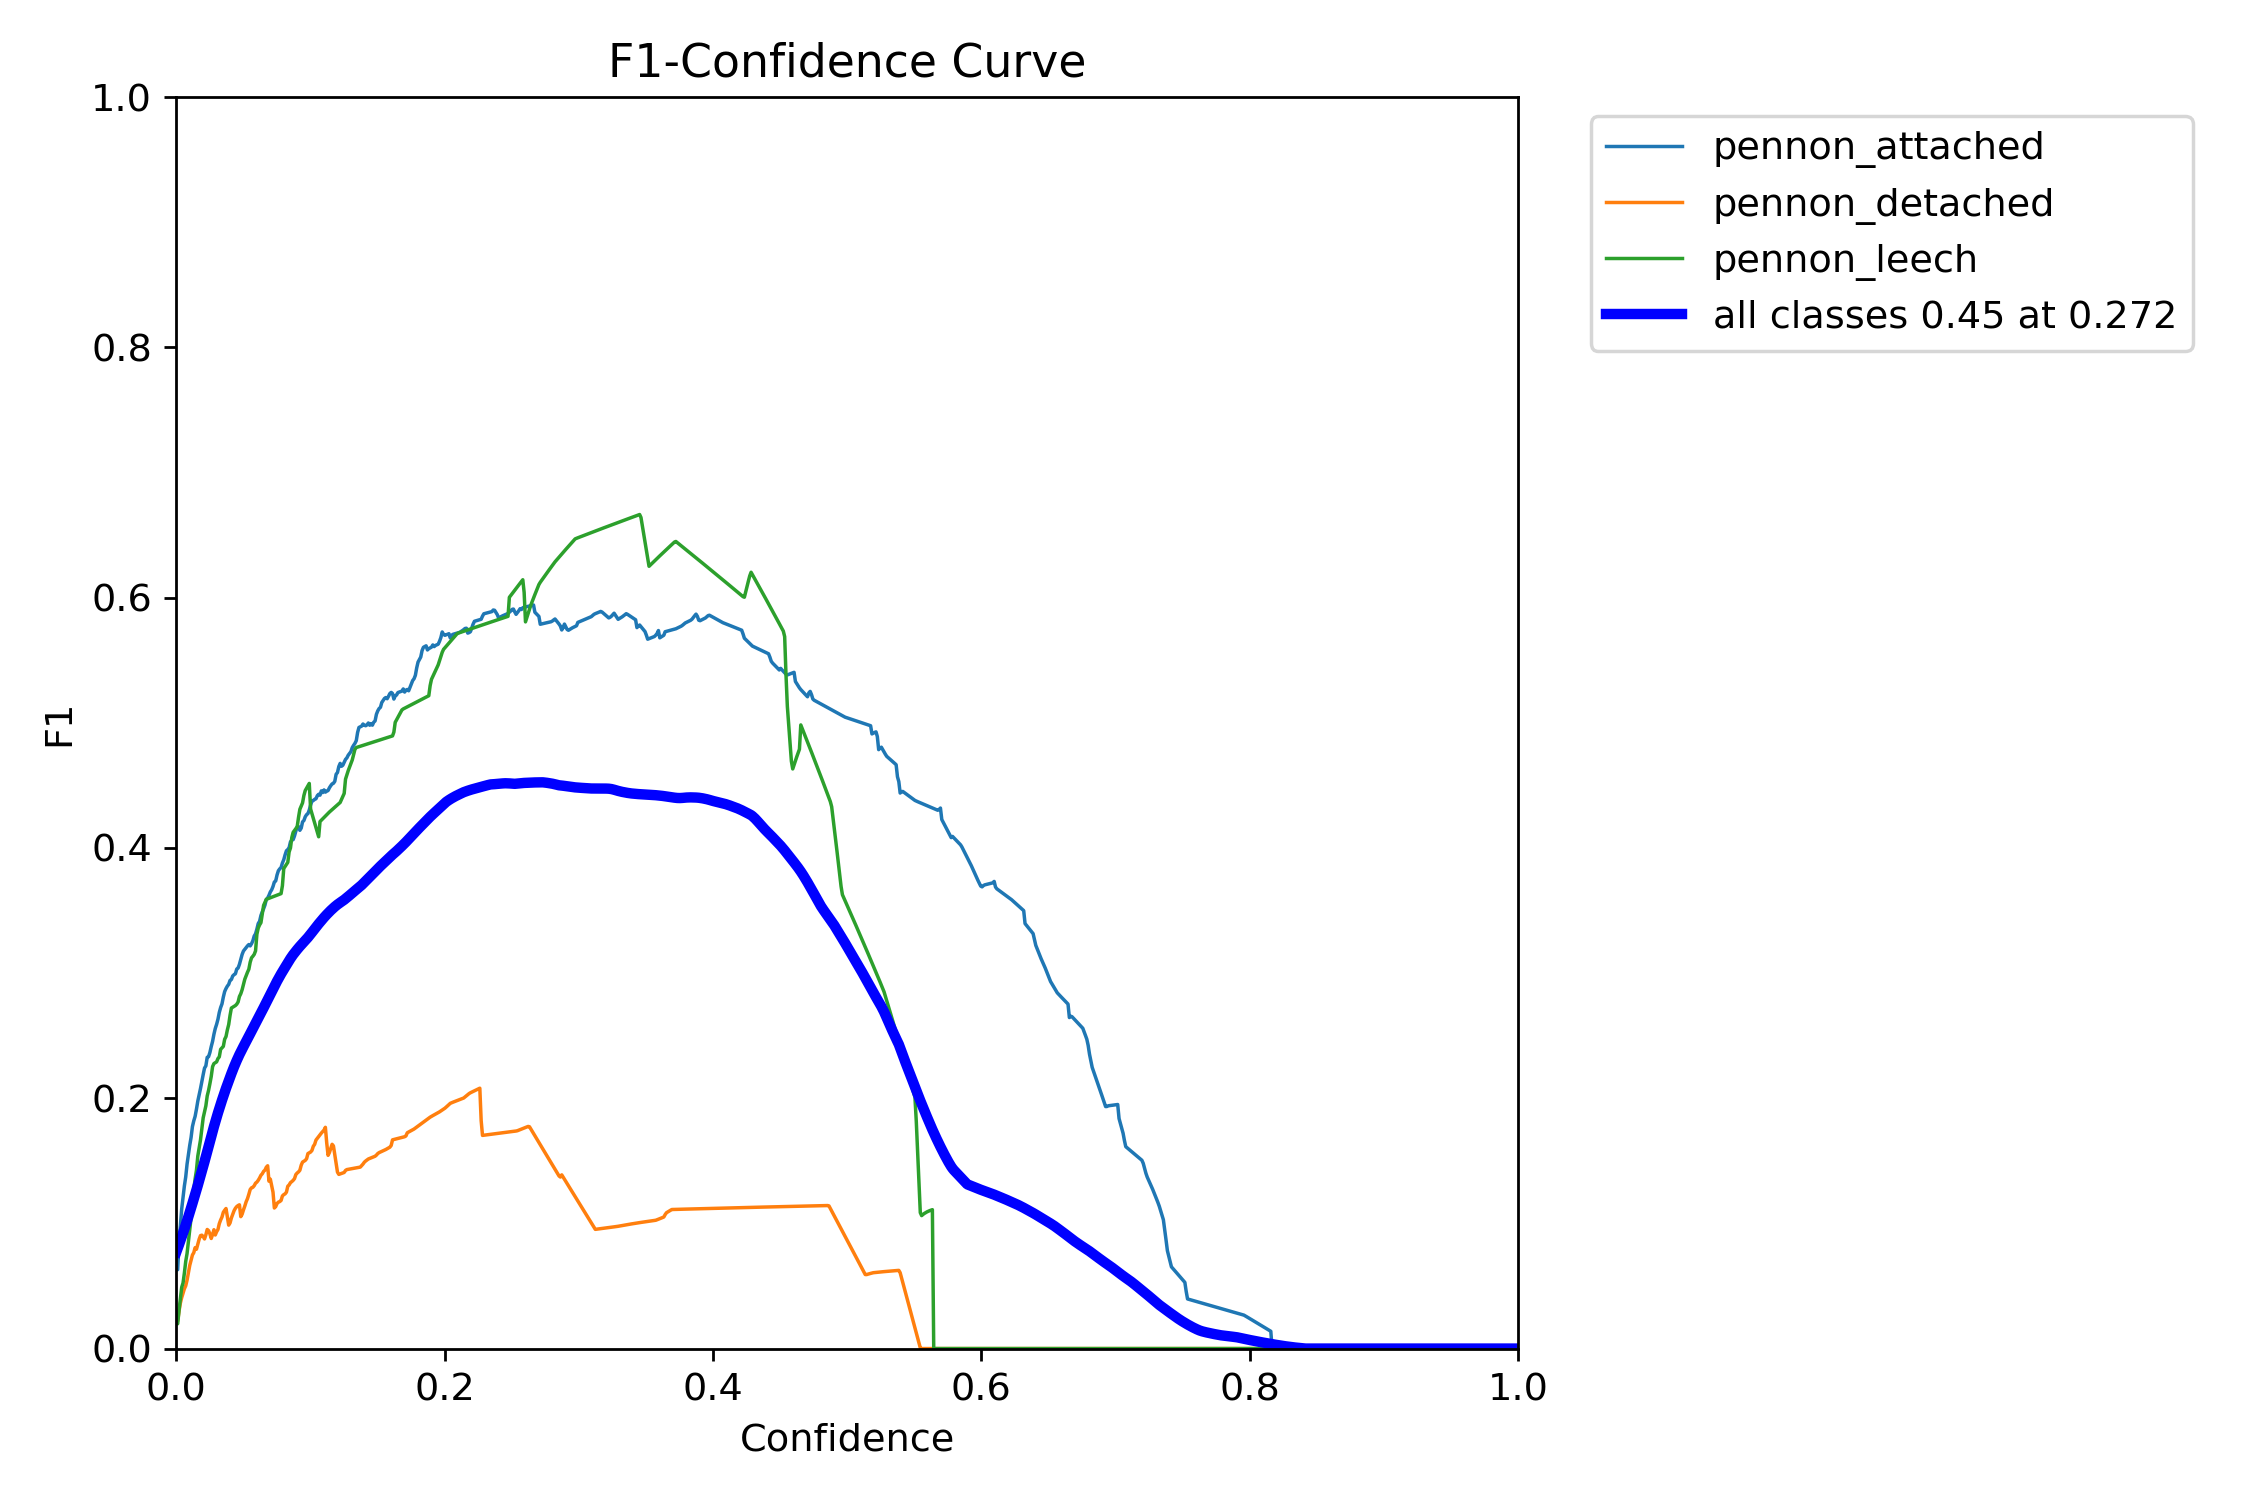 F1-Confidence Curve
1.0
0.8
0.6
0.4
0.2
0.0
F1
0.0 0.2 0.4 0.6 0.8 1.0
Confidence
pennon_attached
pennon_detached
pennon_leech
all classes 0.45 at 0.272